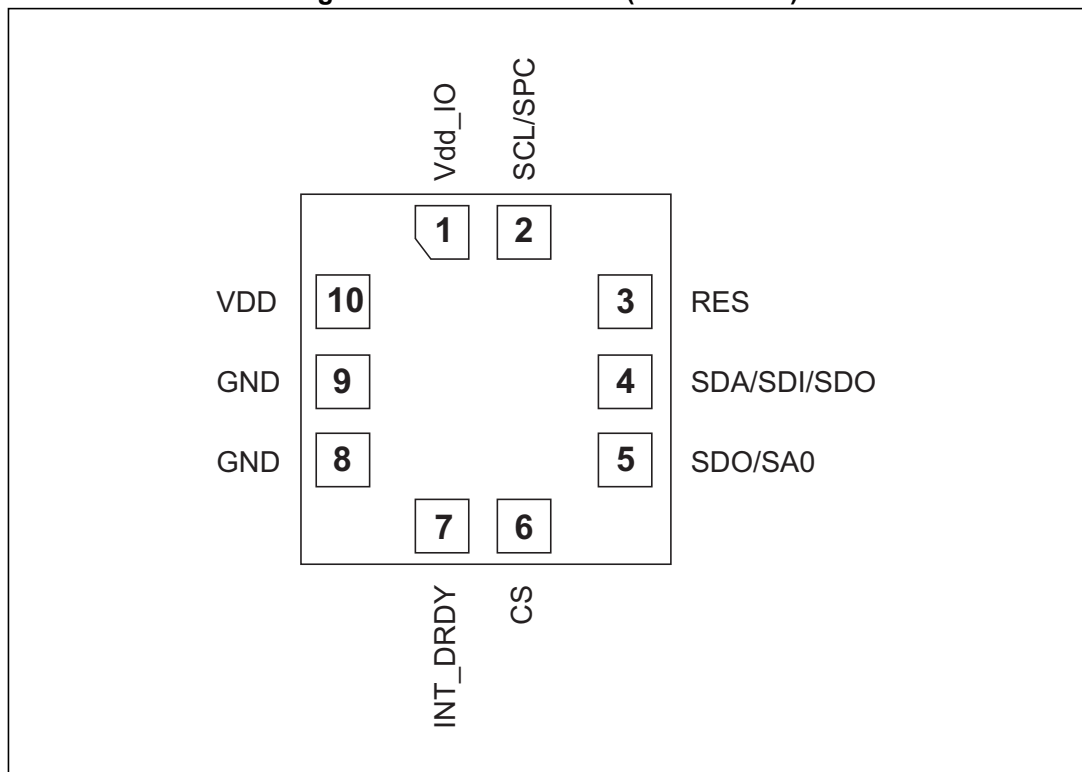 Vdd_IO
SCL/SPC
1
2
VDD
10
3
RES
GND
9
4
SDA/SDI/SDO
GND
8
5
SDO/SA0
7
6
INT_DRDY
CS